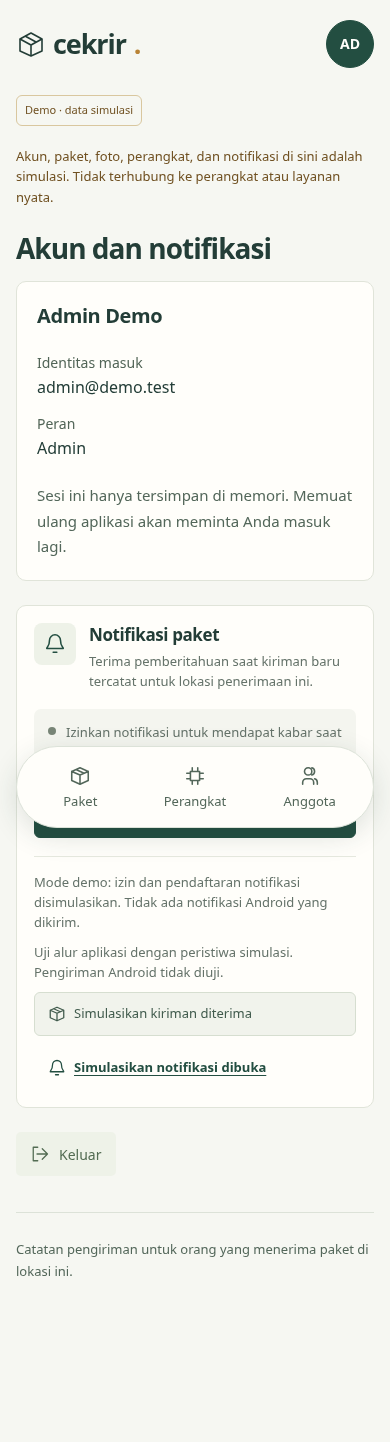 cekrir.
AD
Demo · data simulasi
Akun, paket, foto, perangkat, dan notifikasi di sini adalah
simulasi. Tidak terhubung ke perangkat atau layanan
nyata.
Akun dan notifikasi
Admin Demo
Identitas masuk
admin@demo.test
Peran
Admin
Sesi ini hanya tersimpan di memori. Memuat
ulang aplikasi akan meminta Anda masuk
lagi.
Notifikasi paket
Terima pemberitahuan saat kiriman baru
tercatat untuk lokasi penerimaan ini.
Izinkan notifikasi untuk mendapat kabar saat
Paket
Perangkat
Anggota
Mode demo: izin dan pendaftaran notifikasi
disimulasikan. Tidak ada notifikasi Android yang
dikirim.
Uji alur aplikasi dengan peristiwa simulasi.
Pengiriman Android tidak diuji.
Simulasikan kiriman diterima
Simulasikan notifikasi dibuka
Keluar
Catatan pengiriman untuk orang yang menerima paket di
lokasi ini.